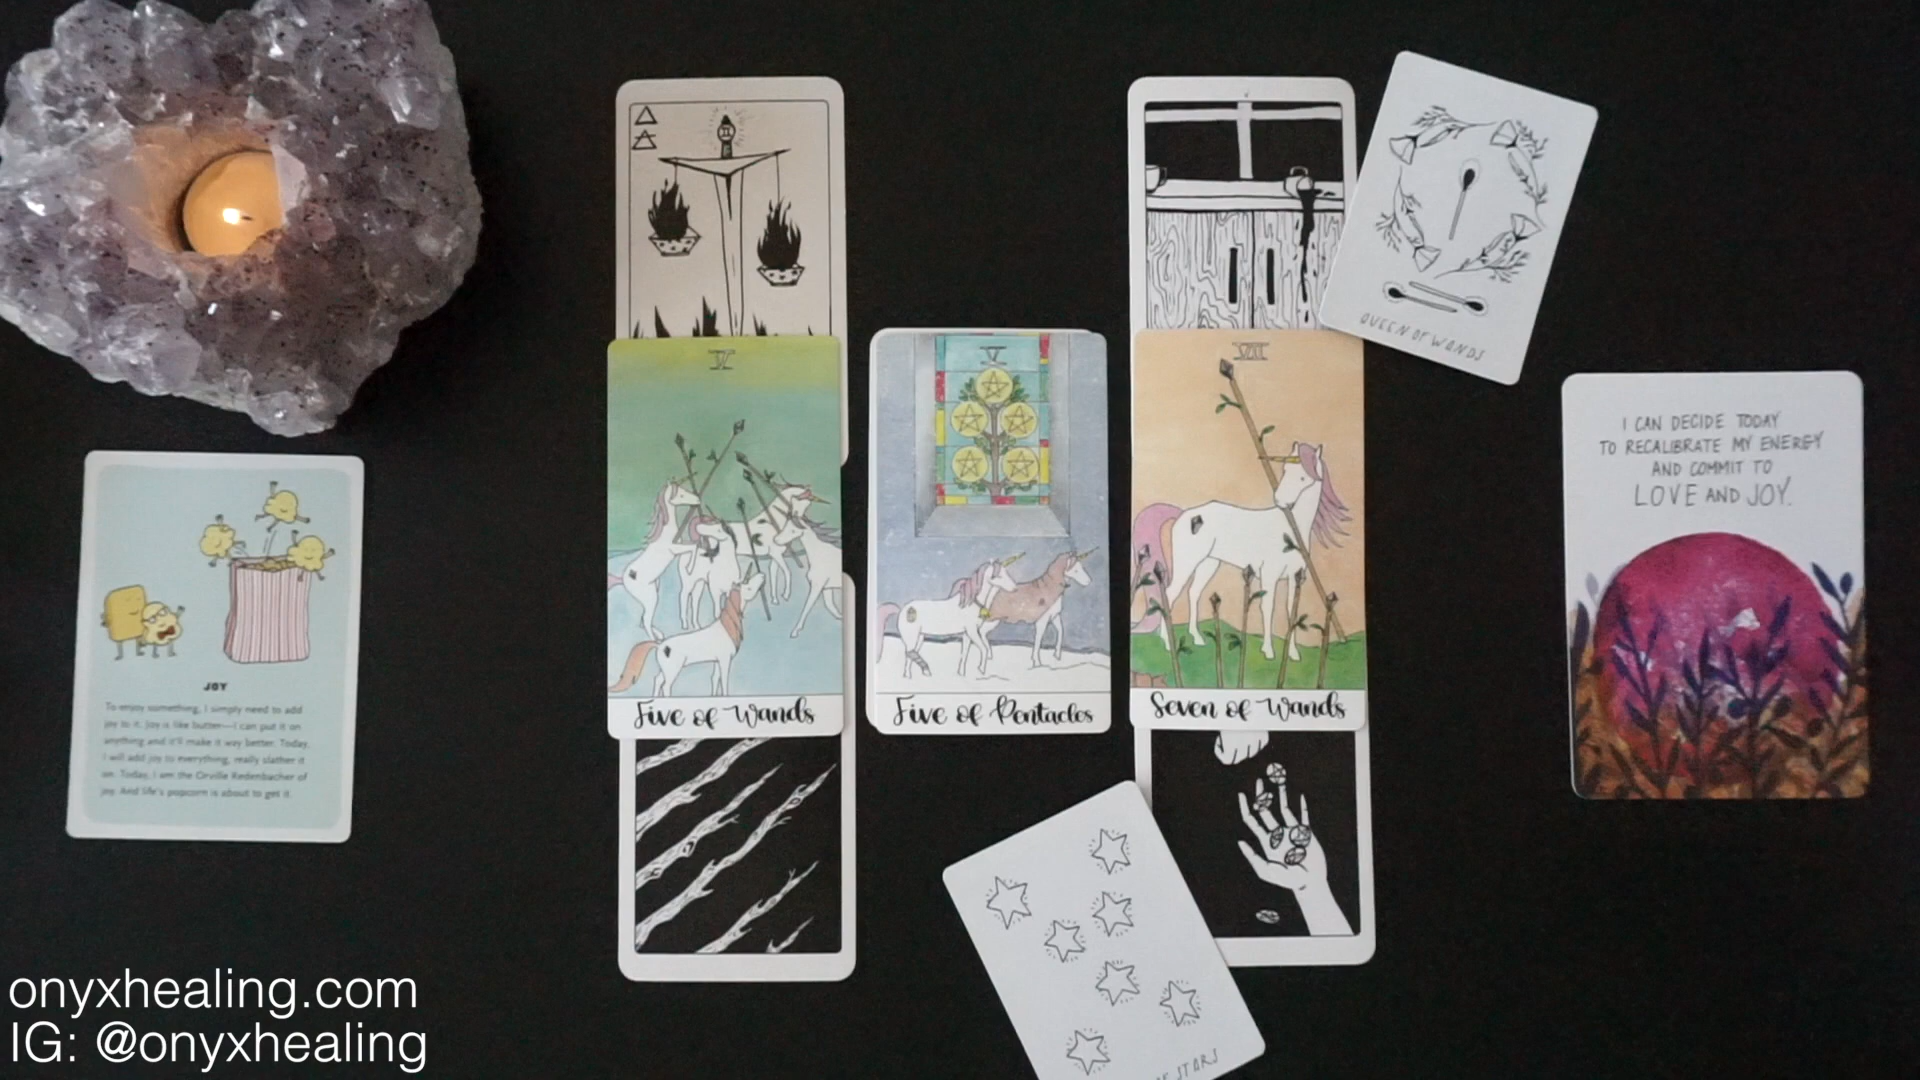 QUEEN OF WANDS
V
V
VII
I CAN DECIDE TODAY
TO RECALIBRATE MY ENERGY
AND COMMIT TO
LOVE AND JOY.
JOY
To enjoy something, I simply need to add
joy to it. Joy is like butter—I can put it on
anything and it'll make it way better. Today,
I will add joy to everything, really slather it
on. Today, I am the Orville Redenbacher of
joy. And life's popcorn is about to get it.
Five of Wands
Five of Pentacles
Seven of Wands
OF STARS
onyxhealing.com
IG: @onyxhealing